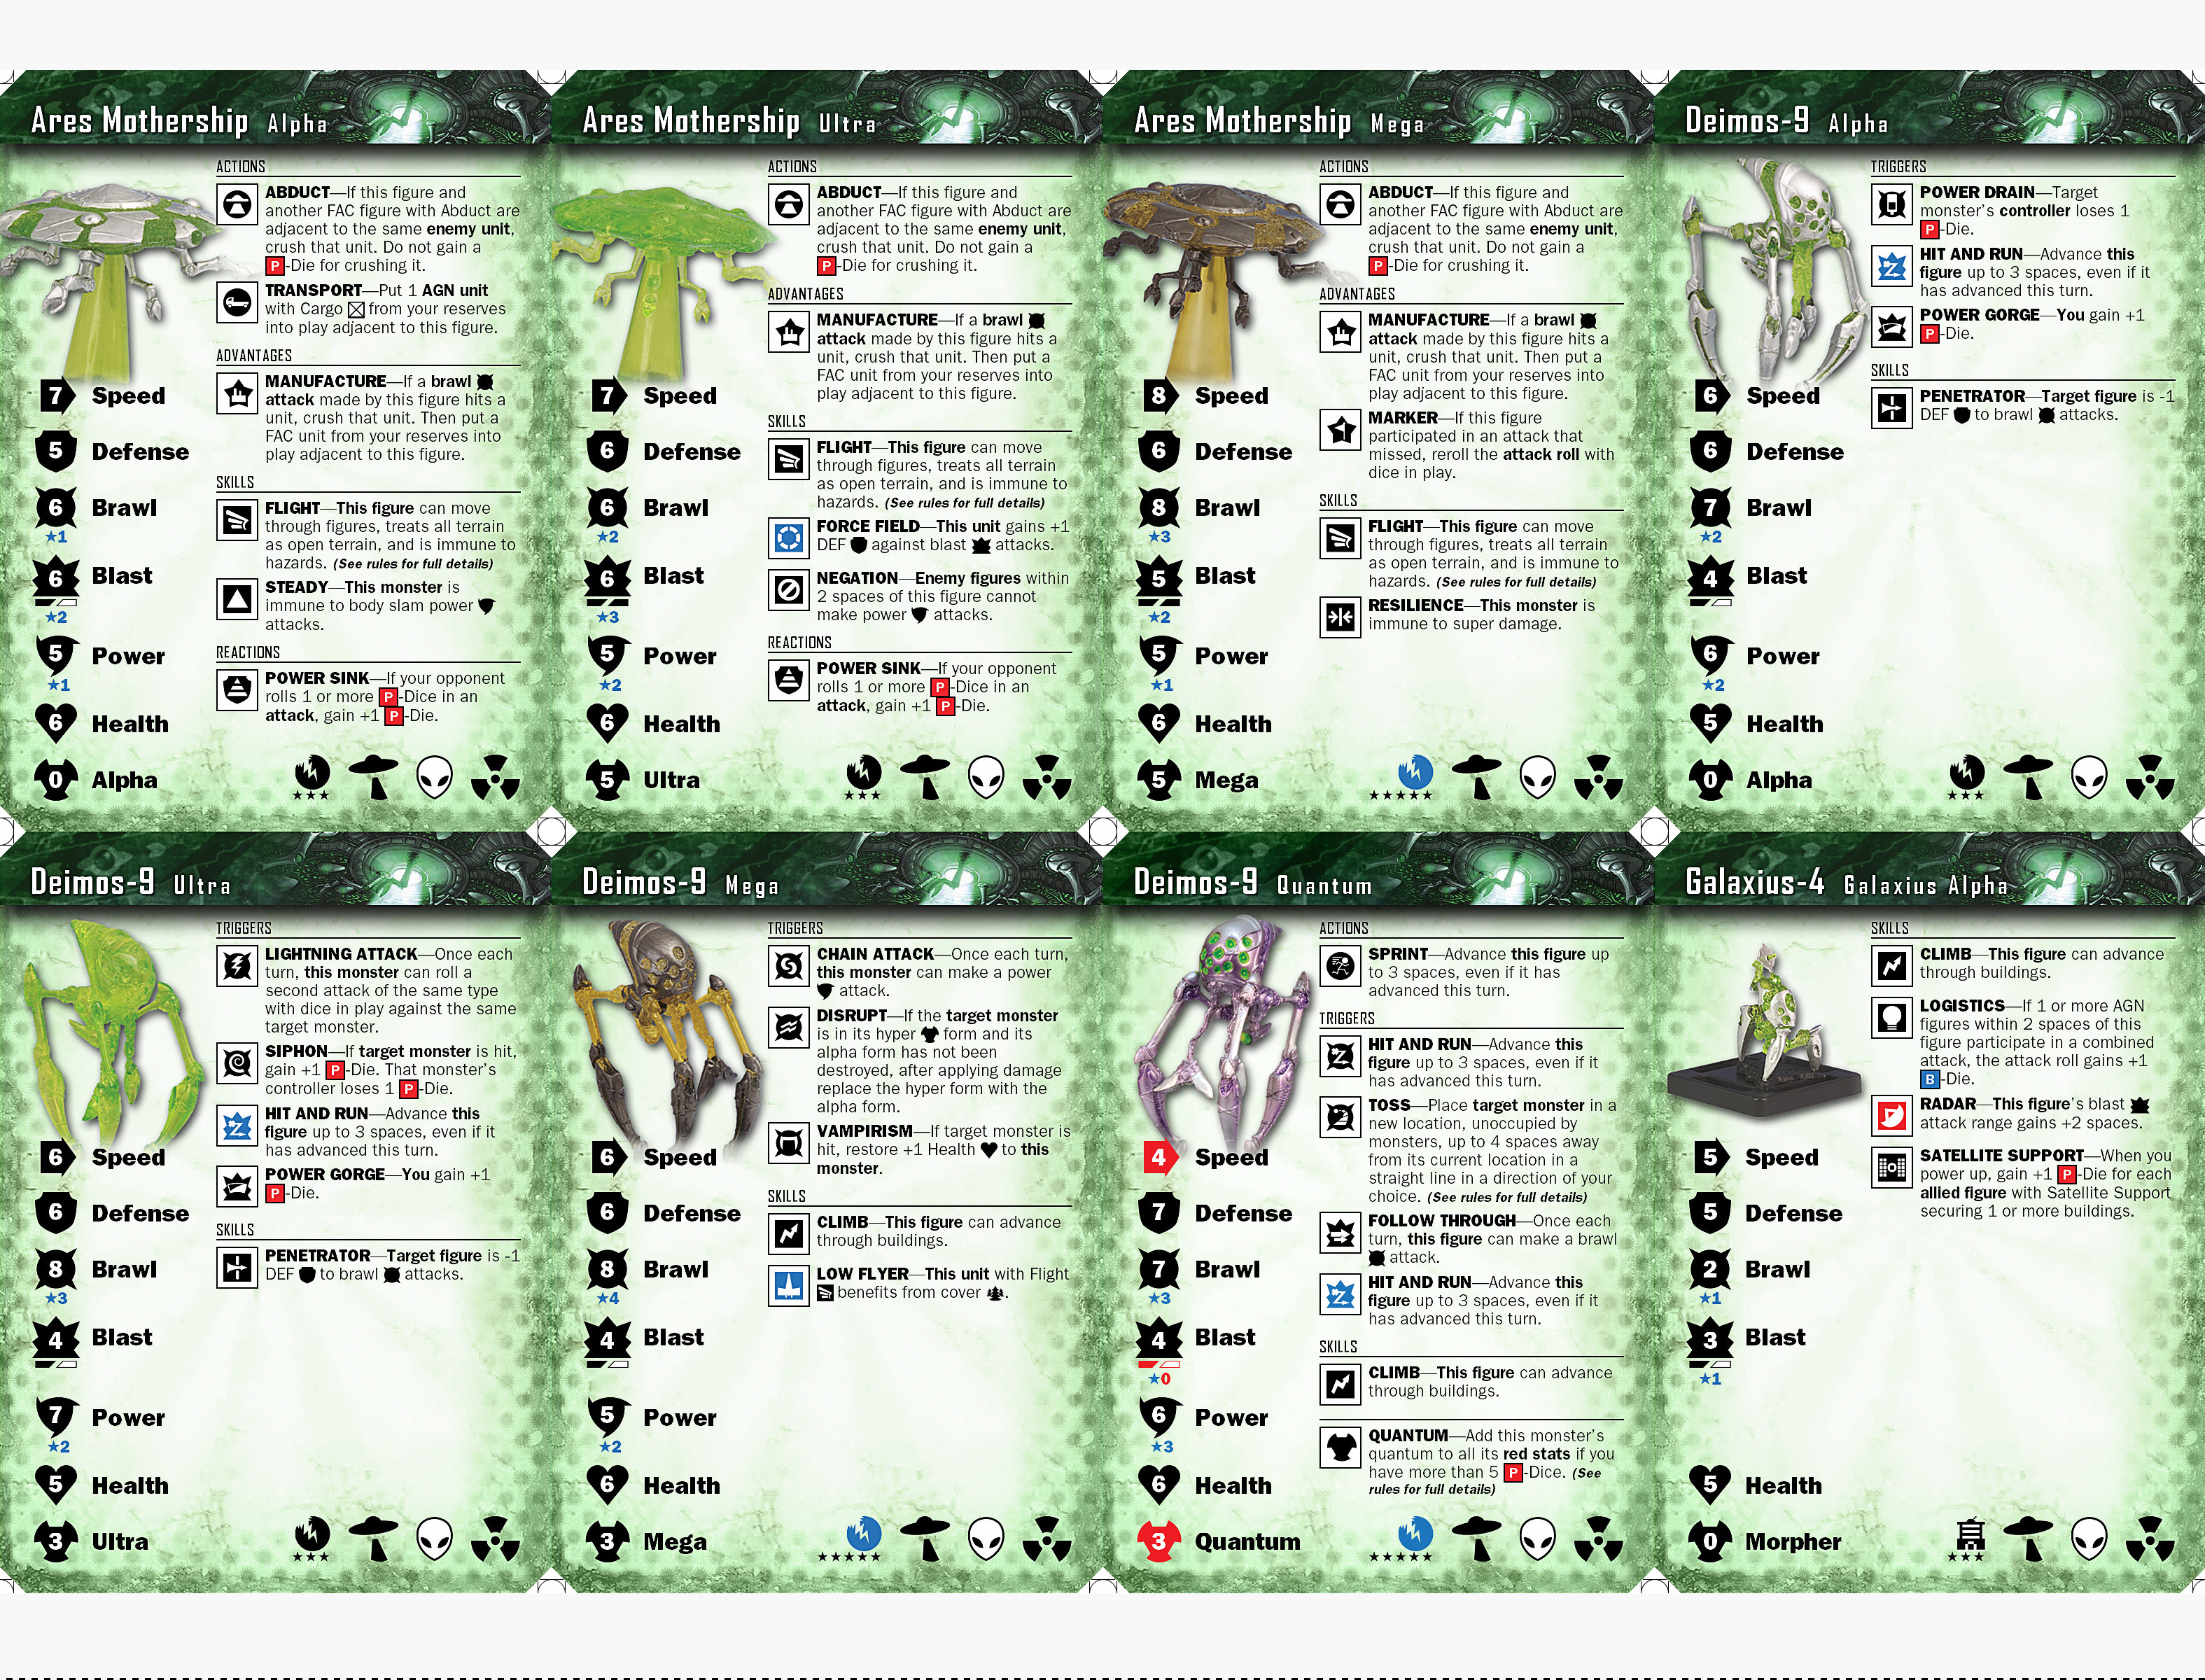 Ares Mothership Alpha
ACTIONS
ABDUCT—If this figure and
another FAC figure with Abduct are
adjacent to the same enemy unit,
crush that unit. Do not gain a
P-Die for crushing it.
TRANSPORT—Put 1 AGN unit
with Cargo from your reserves
into play adjacent to this figure.
ADVANTAGES
MANUFACTURE—If a brawl
attack made by this figure hits a
unit, crush that unit. Then put a
FAC unit from your reserves into
play adjacent to this figure.
SKILLS
FLIGHT—This figure can move
through figures, treats all terrain
as open terrain, and is immune to
hazards. (See rules for full details)
STEADY—This monster is
immune to body slam power
attacks.
REACTIONS
POWER SINK—If your opponent
rolls 1 or more P-Dice in an
attack, gain +1 P-Die.
7 Speed
5 Defense
6 Brawl
★1
6 Blast
★2
5 Power
★1
6 Health
0 Alpha
★★★
Ares Mothership Ultra
ACTIONS
ABDUCT—If this figure and
another FAC figure with Abduct are
adjacent to the same enemy unit,
crush that unit. Do not gain a
P-Die for crushing it.
ADVANTAGES
MANUFACTURE—If a brawl
attack made by this figure hits a
unit, crush that unit. Then put a
FAC unit from your reserves into
play adjacent to this figure.
SKILLS
FLIGHT—This figure can move
through figures, treats all terrain
as open terrain, and is immune to
hazards. (See rules for full details)
FORCE FIELD—This unit gains +1
DEF against blast attacks.
NEGATION—Enemy figures within
2 spaces of this figure cannot
make power attacks.
REACTIONS
POWER SINK—If your opponent
rolls 1 or more P-Dice in an
attack, gain +1 P-Die.
7 Speed
6 Defense
6 Brawl
★2
6 Blast
★3
5 Power
★2
6 Health
5 Ultra
★★★
Ares Mothership Mega
ACTIONS
ABDUCT—If this figure and
another FAC figure with Abduct are
adjacent to the same enemy unit,
crush that unit. Do not gain a
P-Die for crushing it.
ADVANTAGES
MANUFACTURE—If a brawl
attack made by this figure hits a
unit, crush that unit. Then put a
FAC unit from your reserves into
play adjacent to this figure.
MARKER—If this figure
participated in an attack that
missed, reroll the attack roll with
dice in play.
SKILLS
FLIGHT—This figure can move
through figures, treats all terrain
as open terrain, and is immune to
hazards. (See rules for full details)
RESILIENCE—This monster is
immune to super damage.
8 Speed
6 Defense
8 Brawl
★3
5 Blast
★2
5 Power
★1
6 Health
5 Mega
★★★★★
Deimos-9 Alpha
TRIGGERS
POWER DRAIN—Target
monster's controller loses 1
P-Die.
HIT AND RUN—Advance this
figure up to 3 spaces, even if it
has advanced this turn.
POWER GORGE—You gain +1
P-Die.
SKILLS
PENETRATOR—Target figure is -1
DEF to brawl attacks.
6 Speed
6 Defense
7 Brawl
★2
4 Blast
6 Power
★2
5 Health
0 Alpha
★★★
Deimos-9 Ultra
TRIGGERS
LIGHTNING ATTACK—Once each
turn, this monster can roll a
second attack of the same type
with dice in play against the same
target monster.
SIPHON—If target monster is hit,
gain +1 P-Die. That monster's
controller loses 1 P-Die.
HIT AND RUN—Advance this
figure up to 3 spaces, even if it
has advanced this turn.
POWER GORGE—You gain +1
P-Die.
SKILLS
PENETRATOR—Target figure is -1
DEF to brawl attacks.
6 Speed
6 Defense
8 Brawl
★3
4 Blast
7 Power
★2
5 Health
3 Ultra
★★★
Deimos-9 Mega
TRIGGERS
CHAIN ATTACK—Once each turn,
this monster can make a power
attack.
DISRUPT—If the target monster
is in its hyper form and its
alpha form has not been
destroyed, after applying damage
replace the hyper form with the
alpha form.
VAMPIRISM—If target monster is
hit, restore +1 Health to this
monster.
SKILLS
CLIMB—This figure can advance
through buildings.
LOW FLYER—This unit with Flight
benefits from cover .
6 Speed
6 Defense
8 Brawl
★4
4 Blast
5 Power
★2
6 Health
3 Mega
★★★★★
Deimos-9 Quantum
ACTIONS
SPRINT—Advance this figure up
to 3 spaces, even if it has
advanced this turn.
TRIGGERS
HIT AND RUN—Advance this
figure up to 3 spaces, even if it
has advanced this turn.
TOSS—Place target monster in a
new location, unoccupied by
monsters, up to 4 spaces away
from its current location in a
straight line in a direction of your
choice. (See rules for full details)
FOLLOW THROUGH—Once each
turn, this figure can make a brawl
attack.
HIT AND RUN—Advance this
figure up to 3 spaces, even if it
has advanced this turn.
SKILLS
CLIMB—This figure can advance
through buildings.
QUANTUM—Add this monster's
quantum to all its red stats if you
have more than 5 P-Dice. (See
rules for full details)
4 Speed
7 Defense
7 Brawl
★3
4 Blast
★0
6 Power
★3
6 Health
3 Quantum
★★★★★
Galaxius-4 Galaxius Alpha
SKILLS
CLIMB—This figure can advance
through buildings.
LOGISTICS—If 1 or more AGN
figures within 2 spaces of this
figure participate in a combined
attack, the attack roll gains +1
B-Die.
RADAR—This figure's blast
attack range gains +2 spaces.
SATELLITE SUPPORT—When you
power up, gain +1 P-Die for each
allied figure with Satellite Support
securing 1 or more buildings.
5 Speed
5 Defense
2 Brawl
★1
3 Blast
★1
5 Health
0 Morpher
★★★